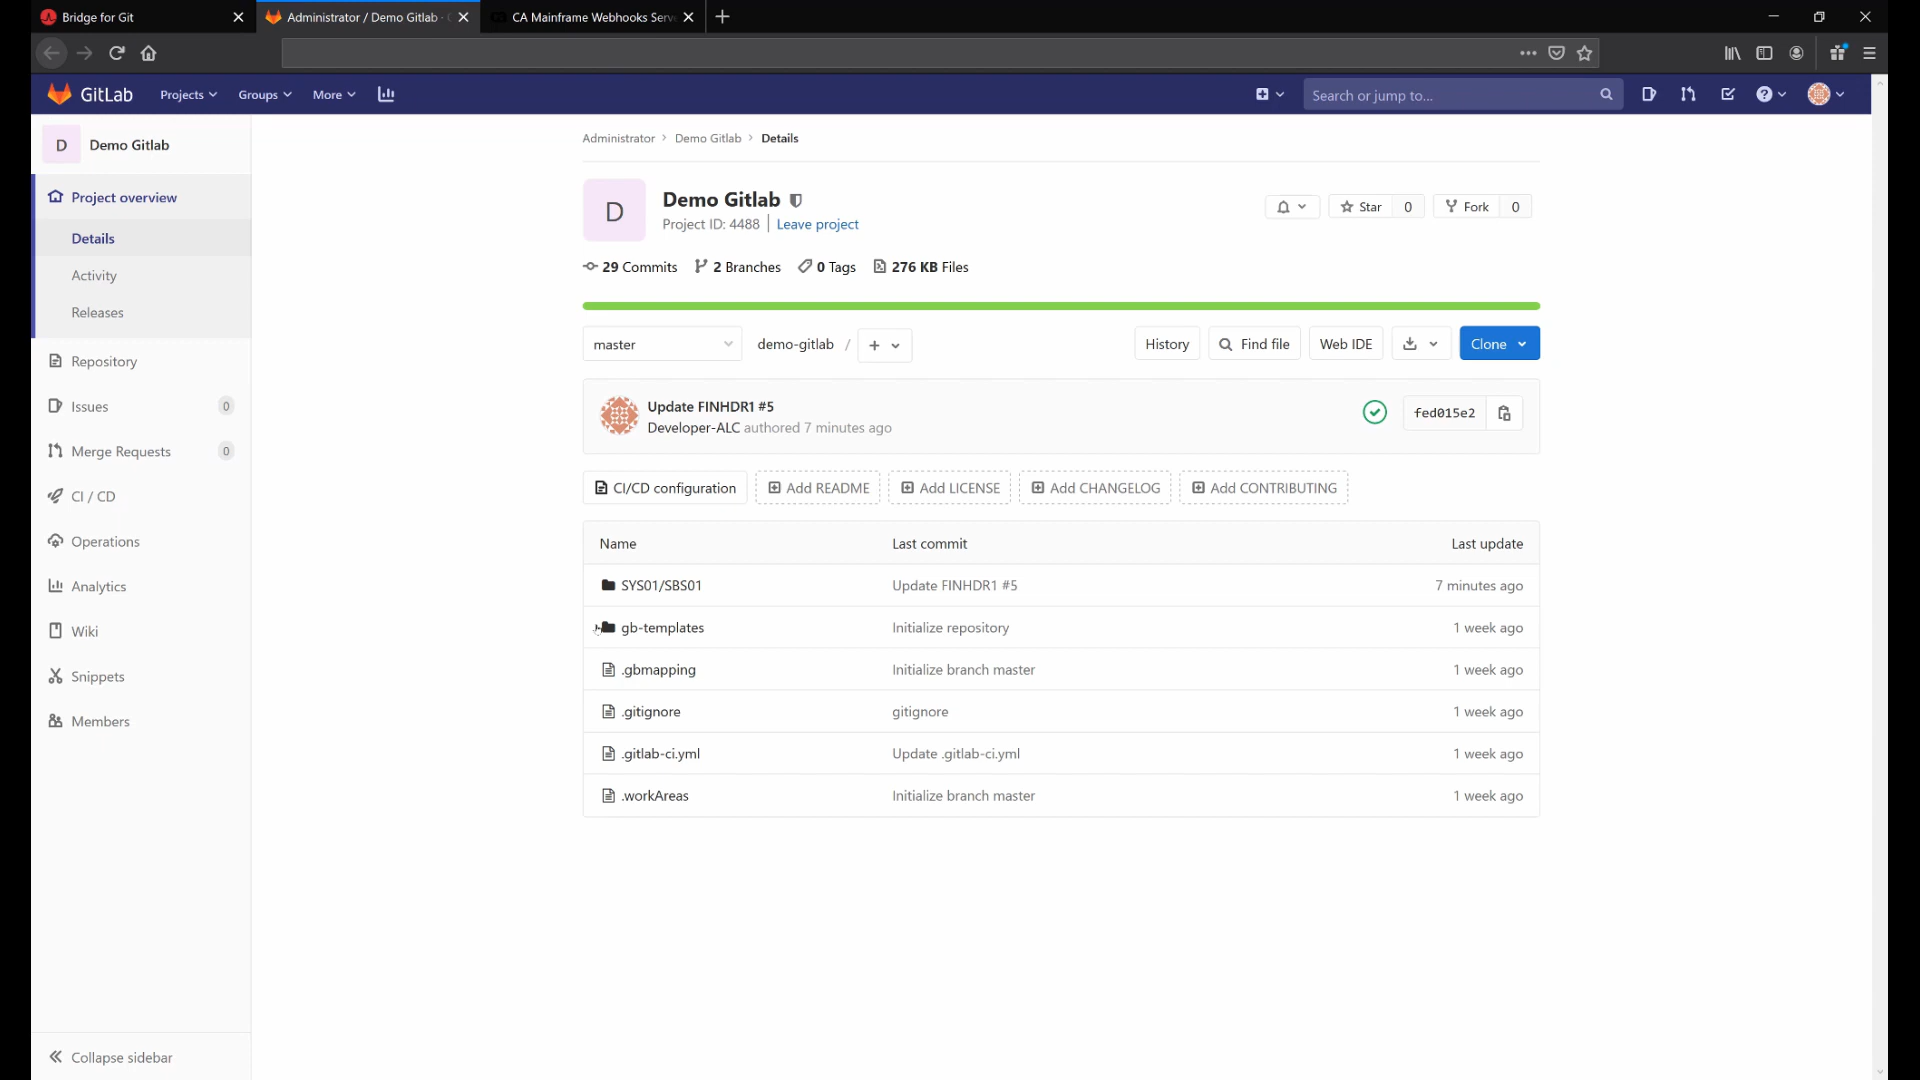 Bridge for Git
Administrator / Demo Gitlab ·
CA Mainframe Webhooks Serv
GitLab
Projects
Groups
More
Search or jump to...
D
Demo Gitlab
Project overview
Details
Activity
Releases
Repository
Issues 0
Merge Requests 0
CI / CD
Operations
Analytics
Wiki
Snippets
Members
Collapse sidebar
Administrator > Demo Gitlab > Details
D
Demo Gitlab
Project ID: 4488 | Leave project
Star 0
Fork 0
29 Commits 2 Branches 0 Tags 276 KB Files
master
demo-gitlab / +
History
Find file
Web IDE
Clone
Update FINHDR1 #5
Developer-ALC authored 7 minutes ago
fed015e2
CI/CD configuration
Add README
Add LICENSE
Add CHANGELOG
Add CONTRIBUTING
Name Last commit Last update
SYS01/SBS01 Update FINHDR1 #5 7 minutes ago
gb-templates Initialize repository 1 week ago
.gbmapping Initialize branch master 1 week ago
.gitignore gitignore 1 week ago
.gitlab-ci.yml Update .gitlab-ci.yml 1 week ago
.workAreas Initialize branch master 1 week ago